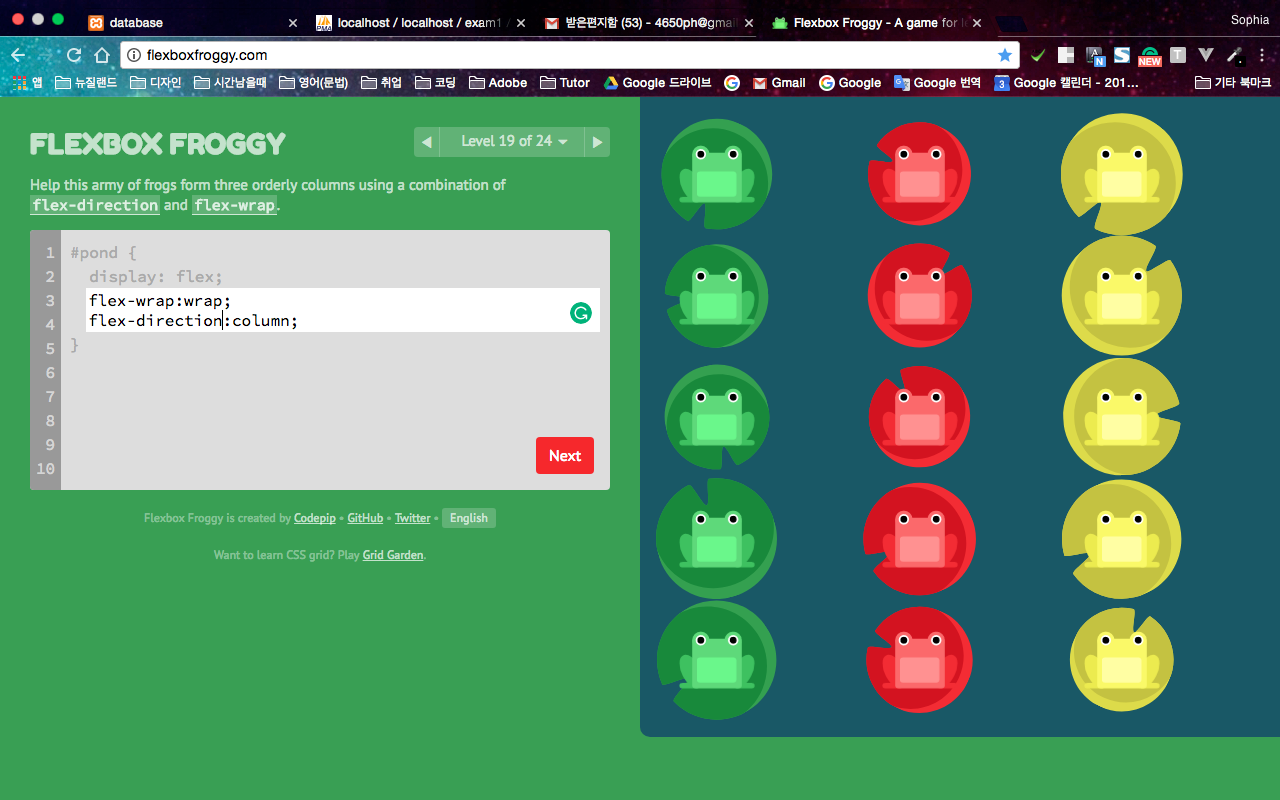 database
localhost / localhost / exam1 /
받은편지함 (53) - 4650ph@gmai
Flexbox Froggy - A game for l
Sophia
flexboxfroggy.com
N
S
NEW
T
앱
뉴질랜드
디자인
시간남을때
영어(문법)
취업
코딩
Adobe
Tutor
Google 드라이브
Gmail
Google
Google 번역
3
Google 캘린더 - 201…
기타 북마크
FLEXBOX FROGGY
Level 19 of 24
Help this army of frogs form three orderly columns using a combination of
flex-direction and flex-wrap.
1 #pond {
2 display: flex;
3 flex-wrap:wrap;
4 flex-direction:column;
5 }
6
7
8
9
10
Next
Flexbox Froggy is created by Codepip • GitHub • Twitter • English
Want to learn CSS grid? Play Grid Garden.